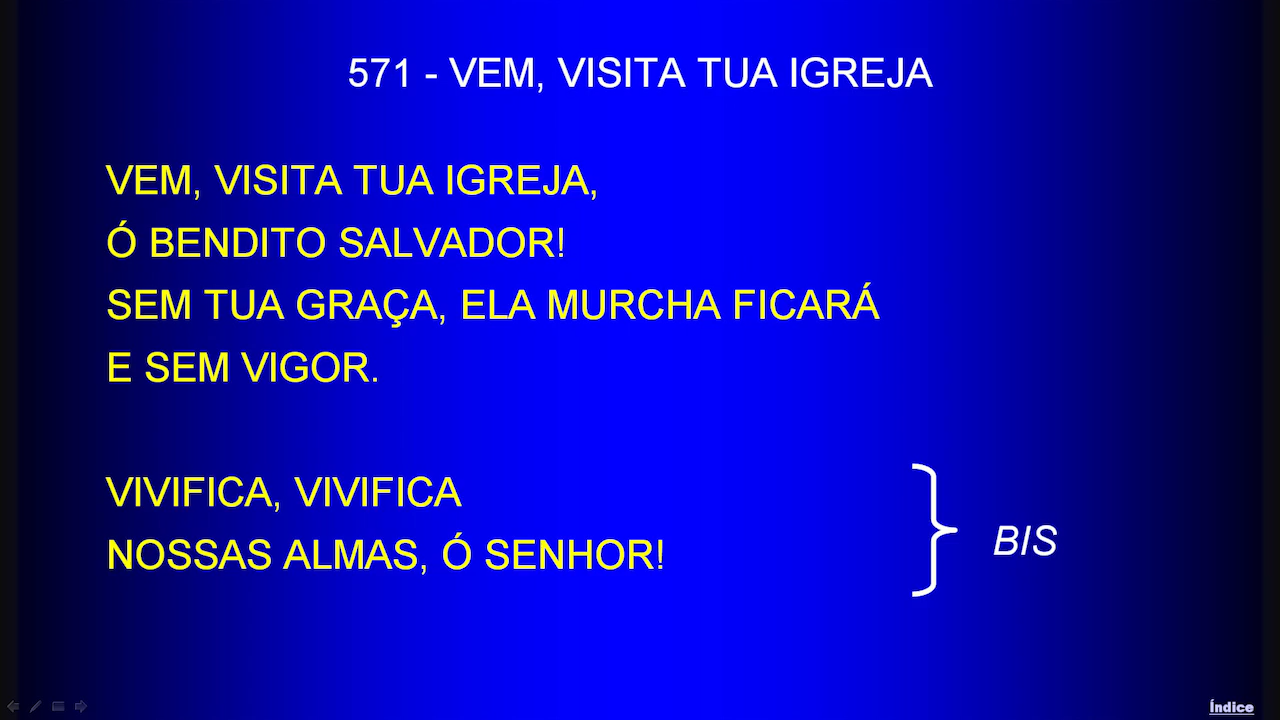 571 - VEM, VISITA TUA IGREJA
VEM, VISITA TUA IGREJA,
Ó BENDITO SALVADOR!
SEM TUA GRAÇA, ELA MURCHA FICARÁ
E SEM VIGOR.
VIVIFICA, VIVIFICA
NOSSAS ALMAS, Ó SENHOR!
BIS
Índice